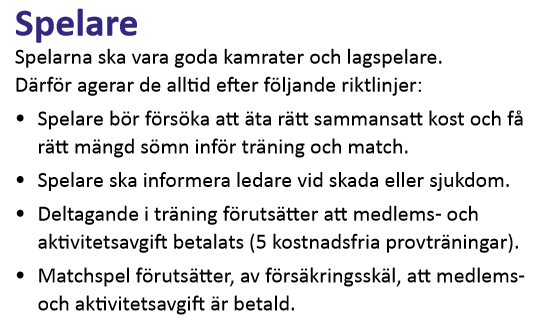 Spelare
Spelarna ska vara goda kamrater och lagspelare.
Därför agerar de alltid efter följande riktlinjer:
• Spelare bör försöka att äta rätt sammansatt kost och få
rätt mängd sömn inför träning och match.
• Spelare ska informera ledare vid skada eller sjukdom.
• Deltagande i träning förutsätter att medlems- och
aktivitetsavgift betalats (5 kostnadsfria provträningar).
• Matchspel förutsätter, av försäkringsskäl, att medlems-
och aktivitetsavgift är betald.